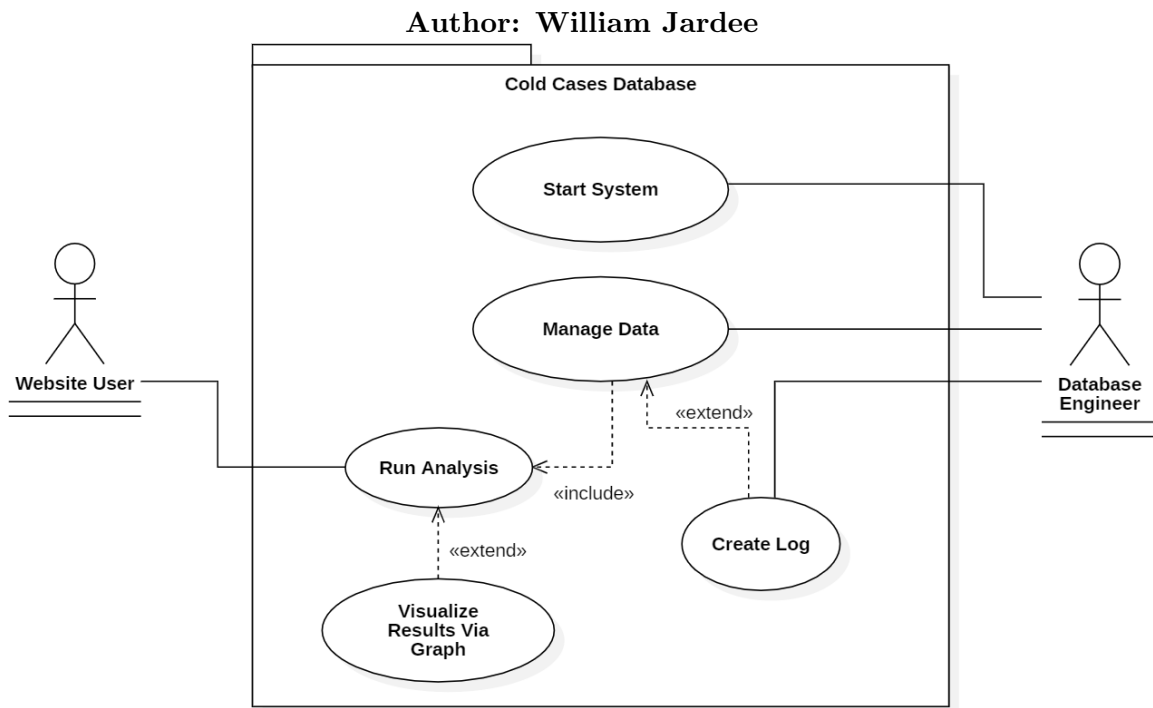 Author: William Jardee
Cold Cases Database
Start System
Manage Data
Website User
Database
Engineer
«extend»
Run Analysis
«include»
Create Log
«extend»
Visualize
Results Via
Graph